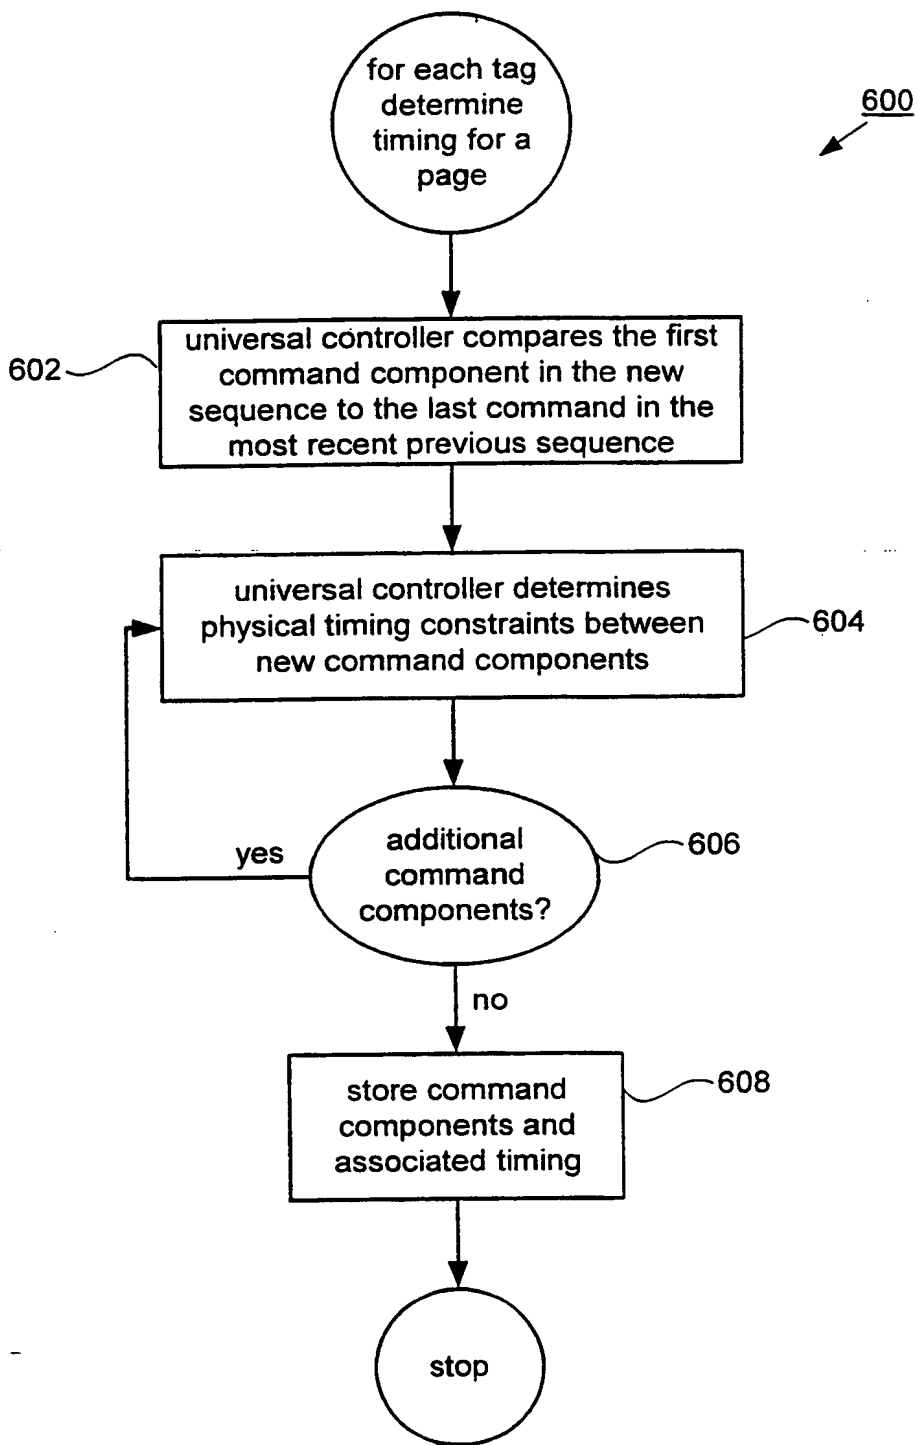 for each tag
determine
timing for a
page
600
universal controller compares the first
command component in the new
sequence to the last command in the
most recent previous sequence
602
universal controller determines
physical timing constraints between
new command components
604
additional
command
components?
606
yes
no
store command
components and
associated timing
608
stop